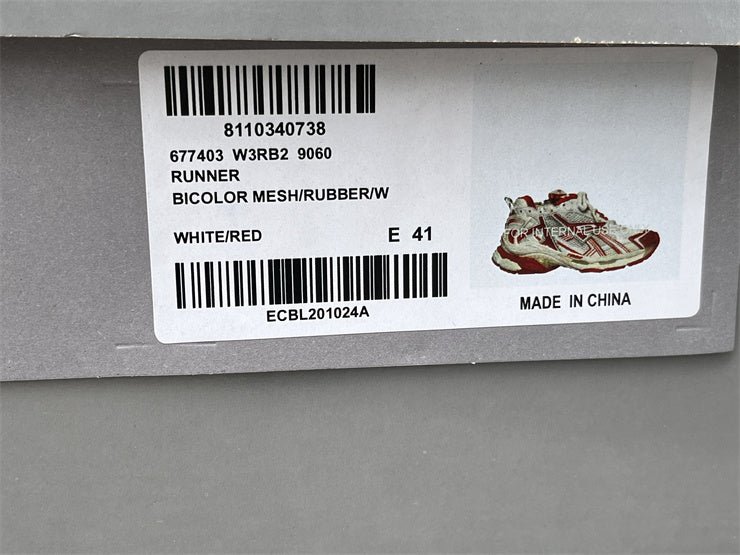 8110340738
677403 W3RB2 9060
RUNNER
BICOLOR MESH/RUBBER/W
WHITE/RED E 41
ECBL201024A
FOR INTERNAL USE ONLY
MADE IN CHINA